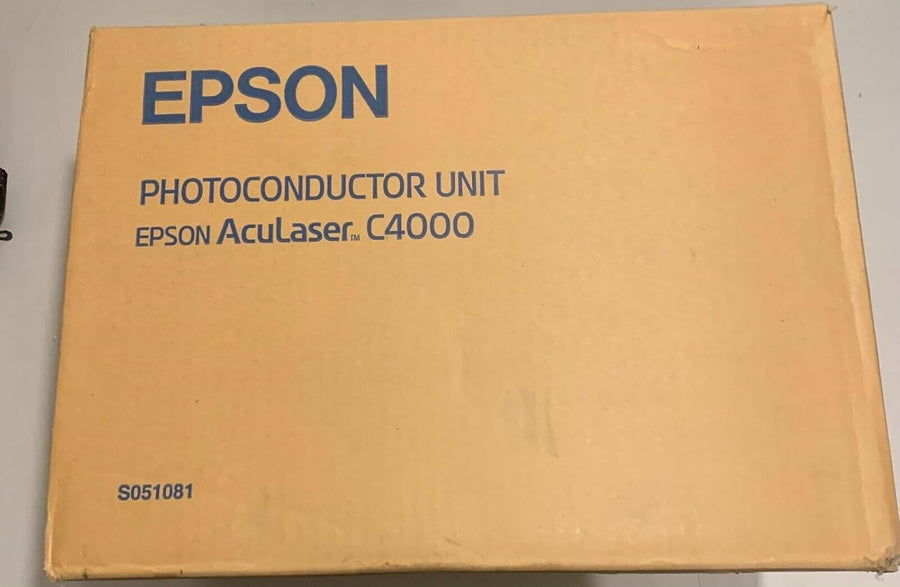 EPSON
PHOTOCONDUCTOR UNIT
EPSON AcuLaser™ C4000
S051081